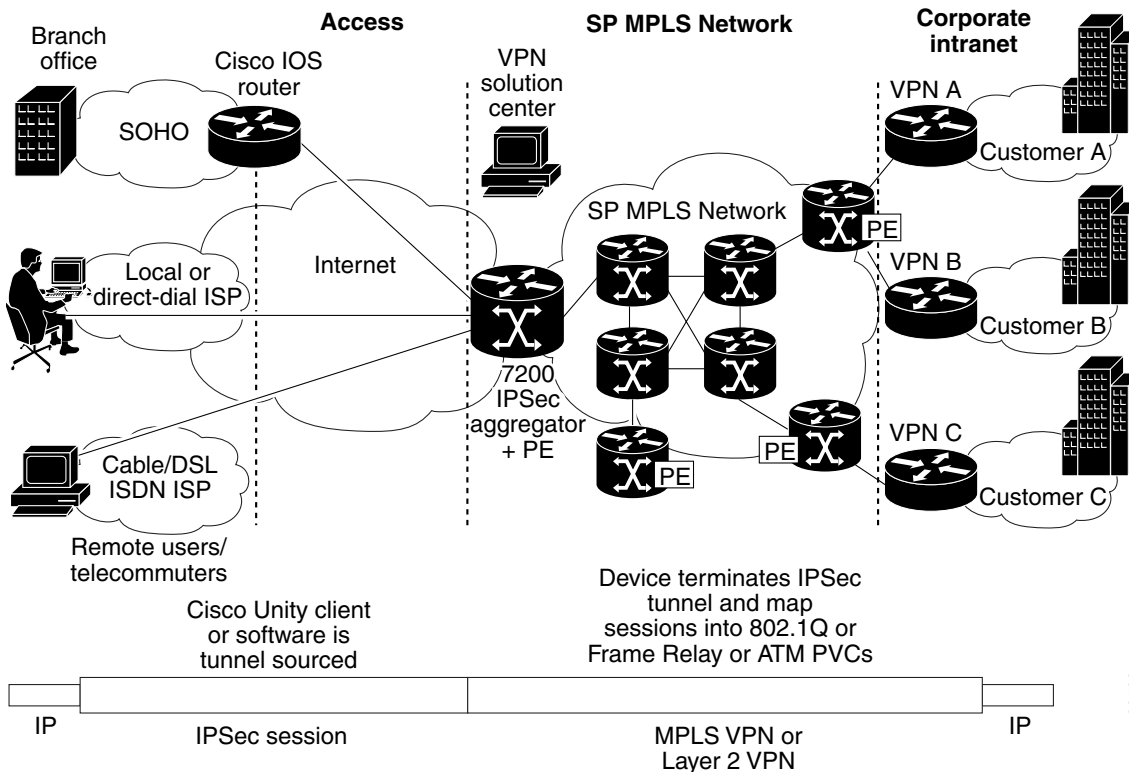 Access
SP MPLS Network
Corporate
intranet
Branch
office
Cisco IOS
router
VPN
solution
center
SOHO
VPN A
Customer A
SP MPLS Network
PE
Internet
Local or
direct-dial ISP
VPN B
Customer B
7200
IPSec
aggregator
+ PE
VPN C
PE
PE
Cable/DSL
ISDN ISP
Customer C
Remote users/
telecommuters
Cisco Unity client
or software is
tunnel sourced
Device terminates IPSec
tunnel and map
sessions into 802.1Q or
Frame Relay or ATM PVCs
IP
IPSec session
MPLS VPN or
Layer 2 VPN
IP